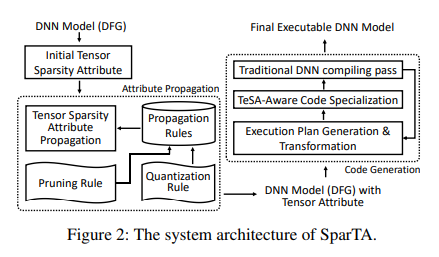 DNN Model (DFG)
Initial Tensor
Sparsity Attribute
Attribute Propagation
Tensor Sparsity
Attribute
Propagation
Propagation
Rules
Pruning Rule
Quantization
Rule
Final Executable DNN Model
Traditional DNN compiling pass
TeSA-Aware Code Specialization
Execution Plan Generation &
Transformation
Code Generation
DNN Model (DFG) with
Tensor Attribute
Figure 2: The system architecture of SparTA.